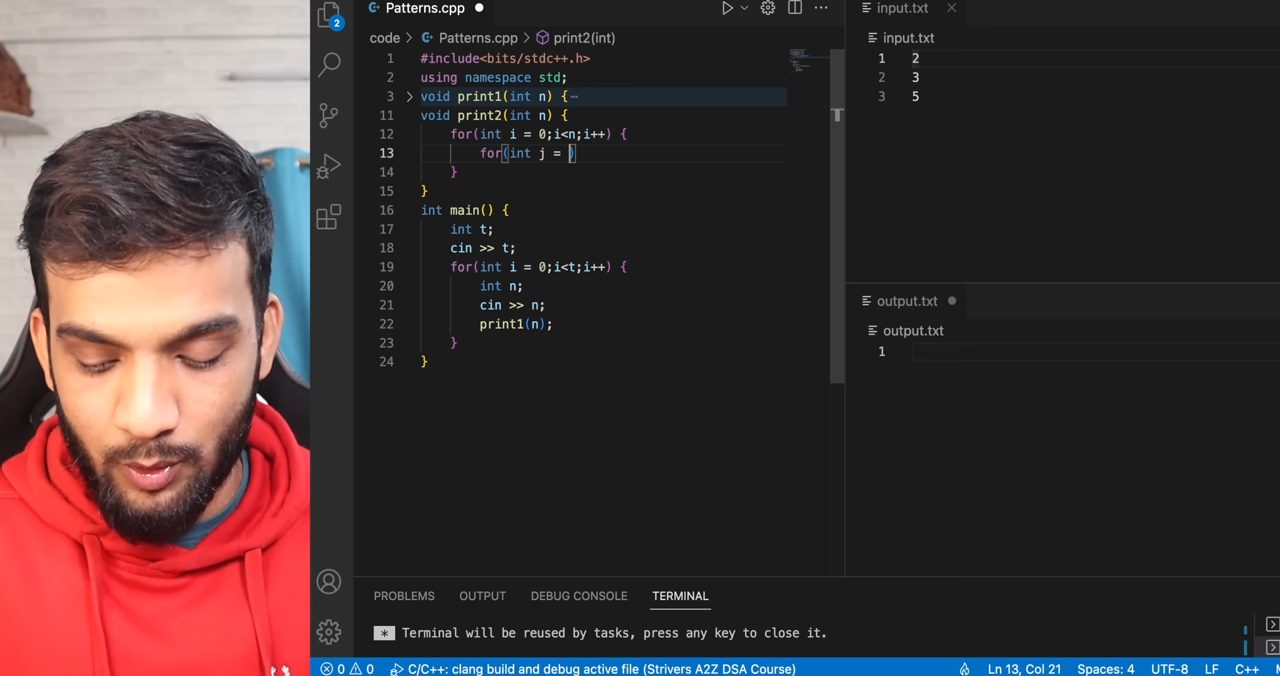 Patterns.cpp
code > Patterns.cpp > print2(int)
1 #include<bits/stdc++.h>
2 using namespace std;
3 void print1(int n) {⋯
11 void print2(int n) {
12 for(int i = 0;i<n;i++) {
13 for(int j = )
14 }
15 }
16 int main() {
17 int t;
18 cin >> t;
19 for(int i = 0;i<t;i++) {
20 int n;
21 cin >> n;
22 print1(n);
23 }
24 }
input.txt
input.txt
1 2
2 3
3 5
output.txt
output.txt
1
2
PROBLEMS OUTPUT DEBUG CONSOLE TERMINAL
* Terminal will be reused by tasks, press any key to close it.
0 0 C/C++: clang build and debug active file (Strivers A2Z DSA Course) Ln 13, Col 21 Spaces: 4 UTF-8 LF C++